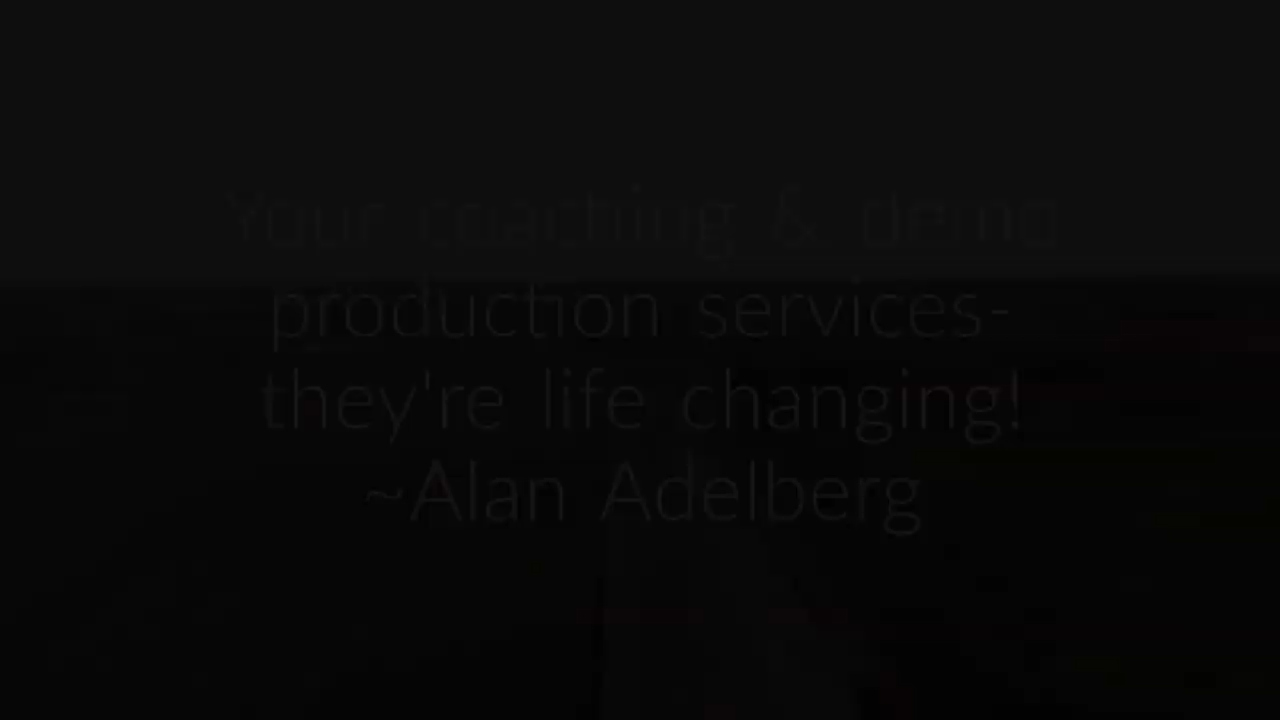 Your coaching & demo
production services-
they're life changing!
~Alan Adelberg